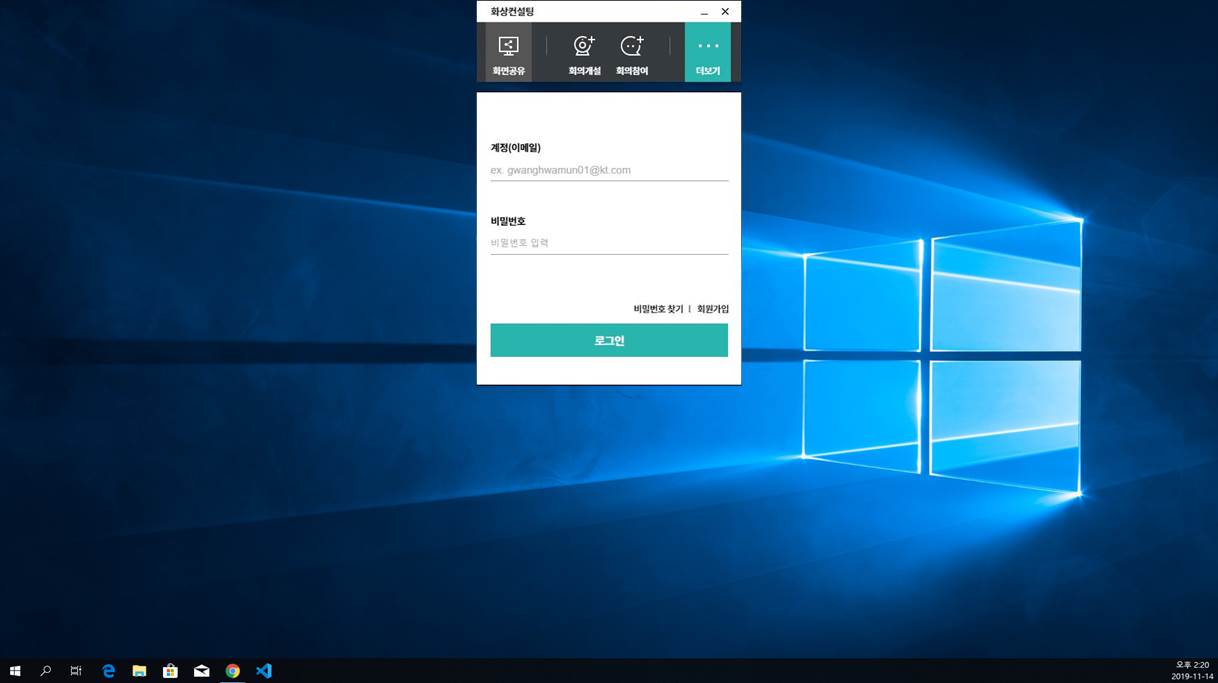 화상컨설팅
화면공유
회의개설
회의참여
더보기
계정(이메일)
ex. gwanghwamun01@kt.com
비밀번호
비밀번호 입력
비밀번호 찾기 | 회원가입
로그인
오후 2:20
2019-11-14